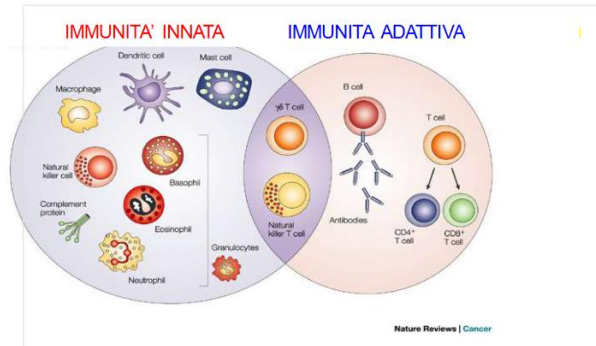 IMMUNITA' INNATA
IMMUNITA ADATTIVA
I
Dendritic cell
Mast cell
Macrophage
γδ T cell
B cell
T cell
Natural
killer cell
Basophil
Complement
protein
Eosinophil
Natural
killer T cell
Antibodies
CD4+
T cell
CD8+
T cell
Granulocytes
Neutrophil
Nature Reviews | Cancer